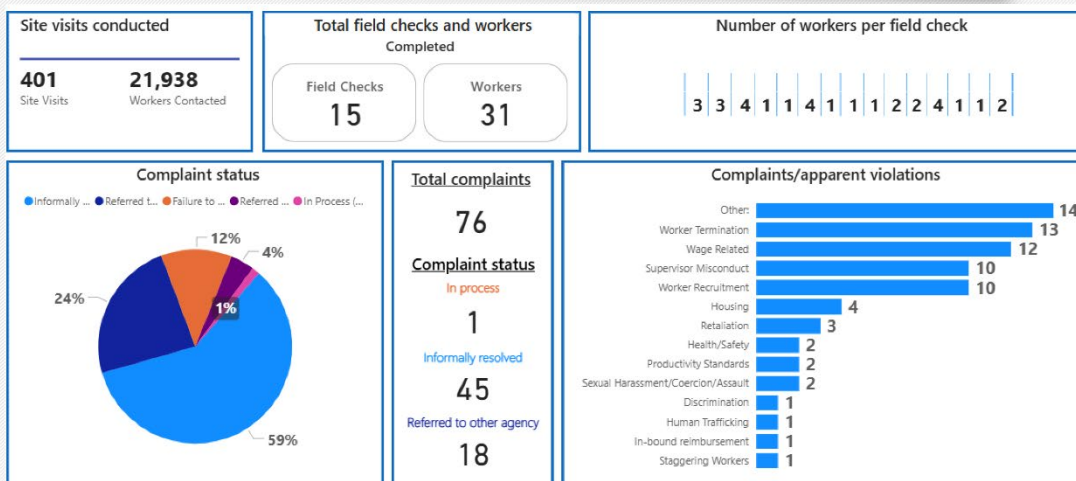 Site visits conducted
401
Site Visits
21,938
Workers Contacted
Total field checks and workers
Completed
Field Checks
15
Workers
31
Number of workers per field check
3 3 4 1 1 4 1 1 1 2 2 4 1 1 2
Complaint status
Informally ... Referred t... Failure to ... Referred ... In Process (...
12%
4%
24%
1%
59%
Total complaints
76
Complaint status
In process
1
Informally resolved
45
Referred to other agency
18
Complaints/apparent violations
Other: 14
Worker Termination 13
Wage Related 12
Supervisor Misconduct 10
Worker Recruitment 10
Housing 4
Retaliation 3
Health/Safety 2
Productivity Standards 2
Sexual Harassment/Coercion/Assault 2
Discrimination 1
Human Trafficking 1
In-bound reimbursement 1
Staggering Workers 1